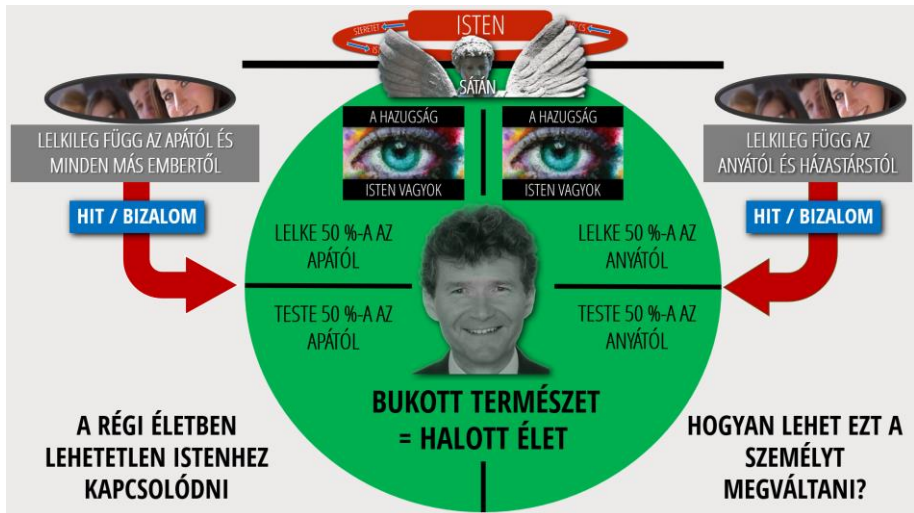 ISTEN
SZERETET
SÁTÁN
LELKILEG FÜGG AZ APÁTÓL ÉS
MINDEN MÁS EMBERTŐL
HIT / BIZALOM
A HAZUGSÁG
ISTEN VAGYOK
A HAZUGSÁG
ISTEN VAGYOK
LELKILEG FÜGG AZ
ANYÁTÓL ÉS HÁZASTÁRSTÓL
HIT / BIZALOM
LELKE 50 %-A AZ
APÁTÓL
LELKE 50 %-A AZ
ANYÁTÓL
TESTE 50 %-A AZ
APÁTÓL
TESTE 50 %-A AZ
ANYÁTÓL
BUKOTT TERMÉSZET
= HALOTT ÉLET
A RÉGI ÉLETBEN
LEHETETLEN ISTENHEZ
KAPCSOLÓDNI
HOGYAN LEHET EZT A
SZEMÉLYT
MEGVÁLTANI?